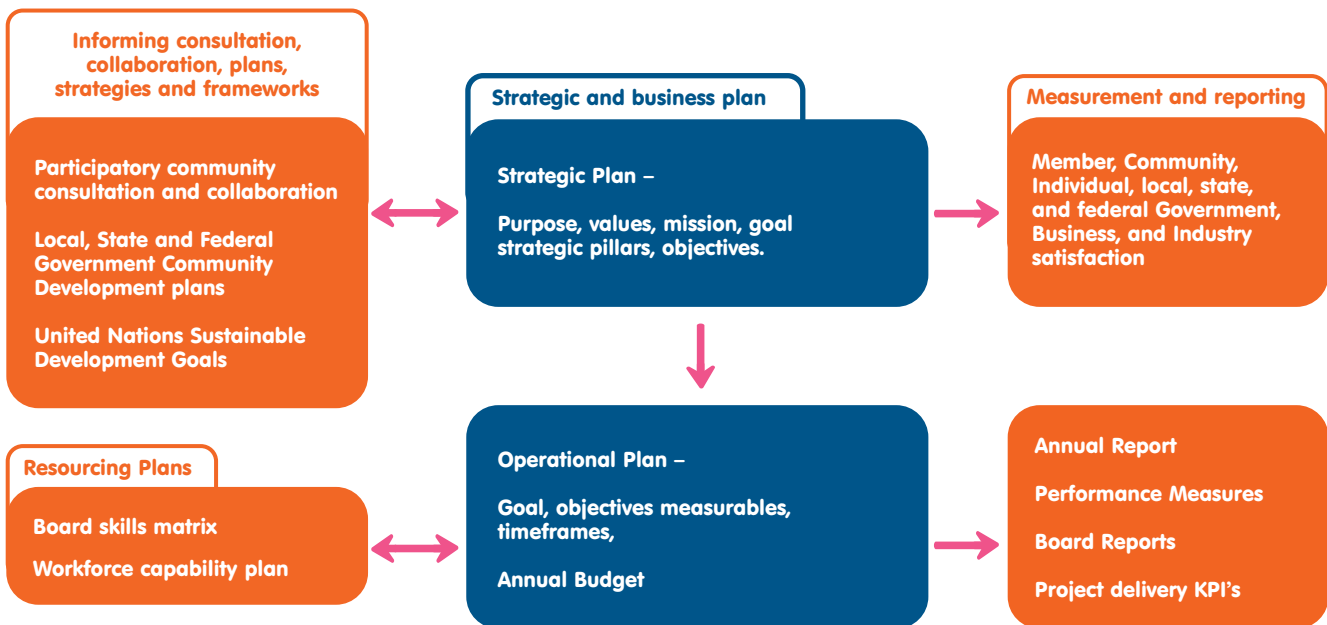 Informing consultation,
collaboration, plans,
strategies and frameworks
Participatory community
consultation and collaboration
Local, State and Federal
Government Community
Development plans
United Nations Sustainable
Development Goals
Strategic and business plan
Strategic Plan –
Purpose, values, mission, goal
strategic pillars, objectives.
Measurement and reporting
Member, Community,
Individual, local, state,
and federal Government,
Business, and Industry
satisfaction
Resourcing Plans
Board skills matrix
Workforce capability plan
Operational Plan –
Goal, objectives measurables,
timeframes,
Annual Budget
Annual Report
Performance Measures
Board Reports
Project delivery KPI's